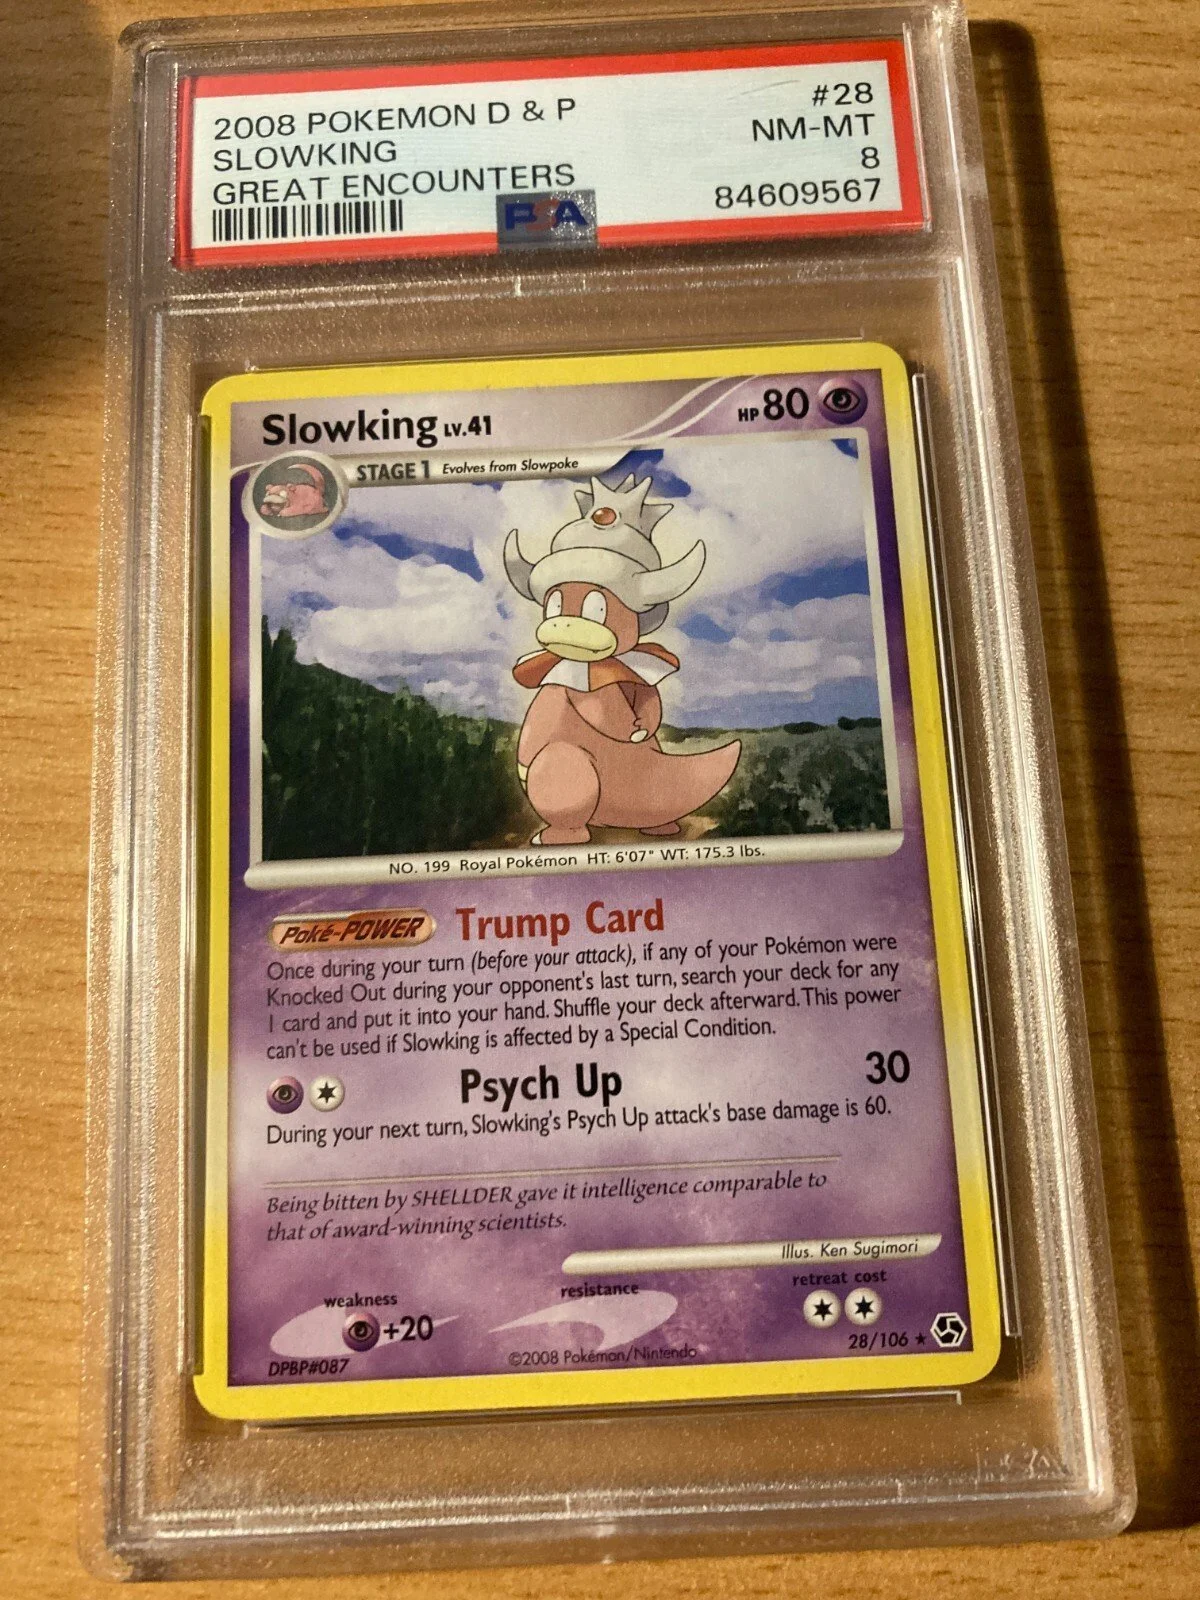 2008 POKEMON D & P
SLOWKING
GREAT ENCOUNTERS
#28
NM-MT
8
84609567
PSA
Slowking LV.41
HP 80
STAGE 1 Evolves from Slowpoke
NO. 199 Royal Pokémon HT: 6'07" WT: 175.3 lbs.
Poké-POWER Trump Card
Once during your turn (before your attack), if any of your Pokémon were
Knocked Out during your opponent's last turn, search your deck for any
1 card and put it into your hand. Shuffle your deck afterward. This power
can't be used if Slowking is affected by a Special Condition.
Psych Up 30
During your next turn, Slowking's Psych Up attack's base damage is 60.
Being bitten by SHELLDER gave it intelligence comparable to
that of award-winning scientists.
Illus. Ken Sugimori
weakness
+20
resistance
retreat cost
28/106 ★
DPBP#087
©2008 Pokémon/Nintendo